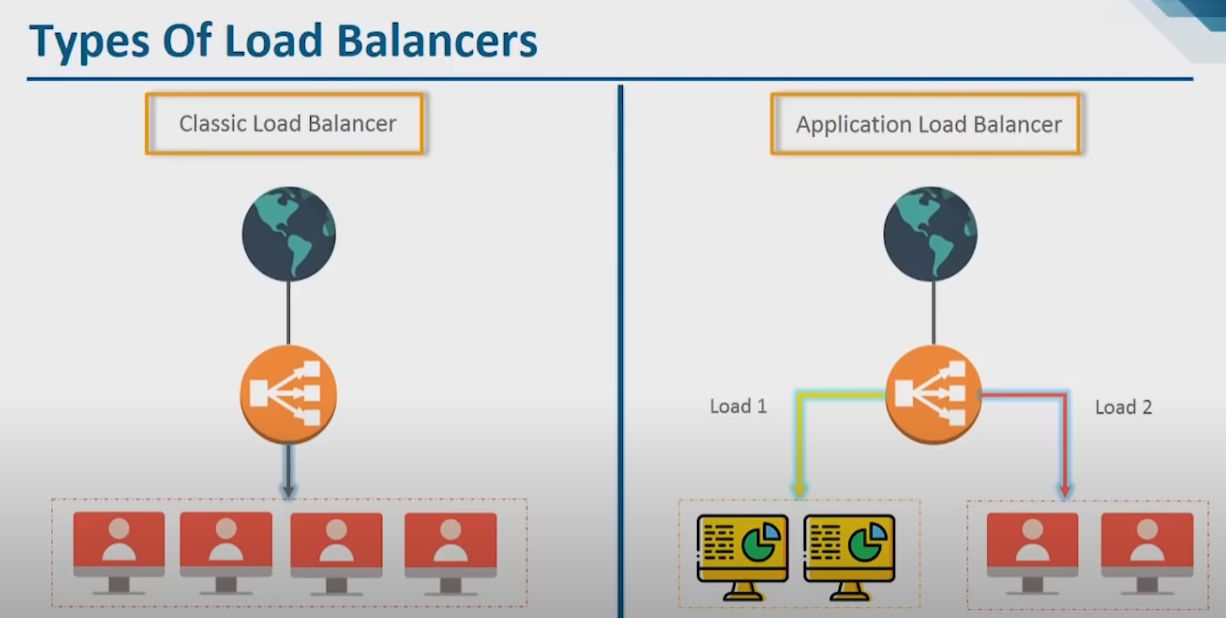 Types Of Load Balancers
Classic Load Balancer
Application Load Balancer
Load 1
Load 2